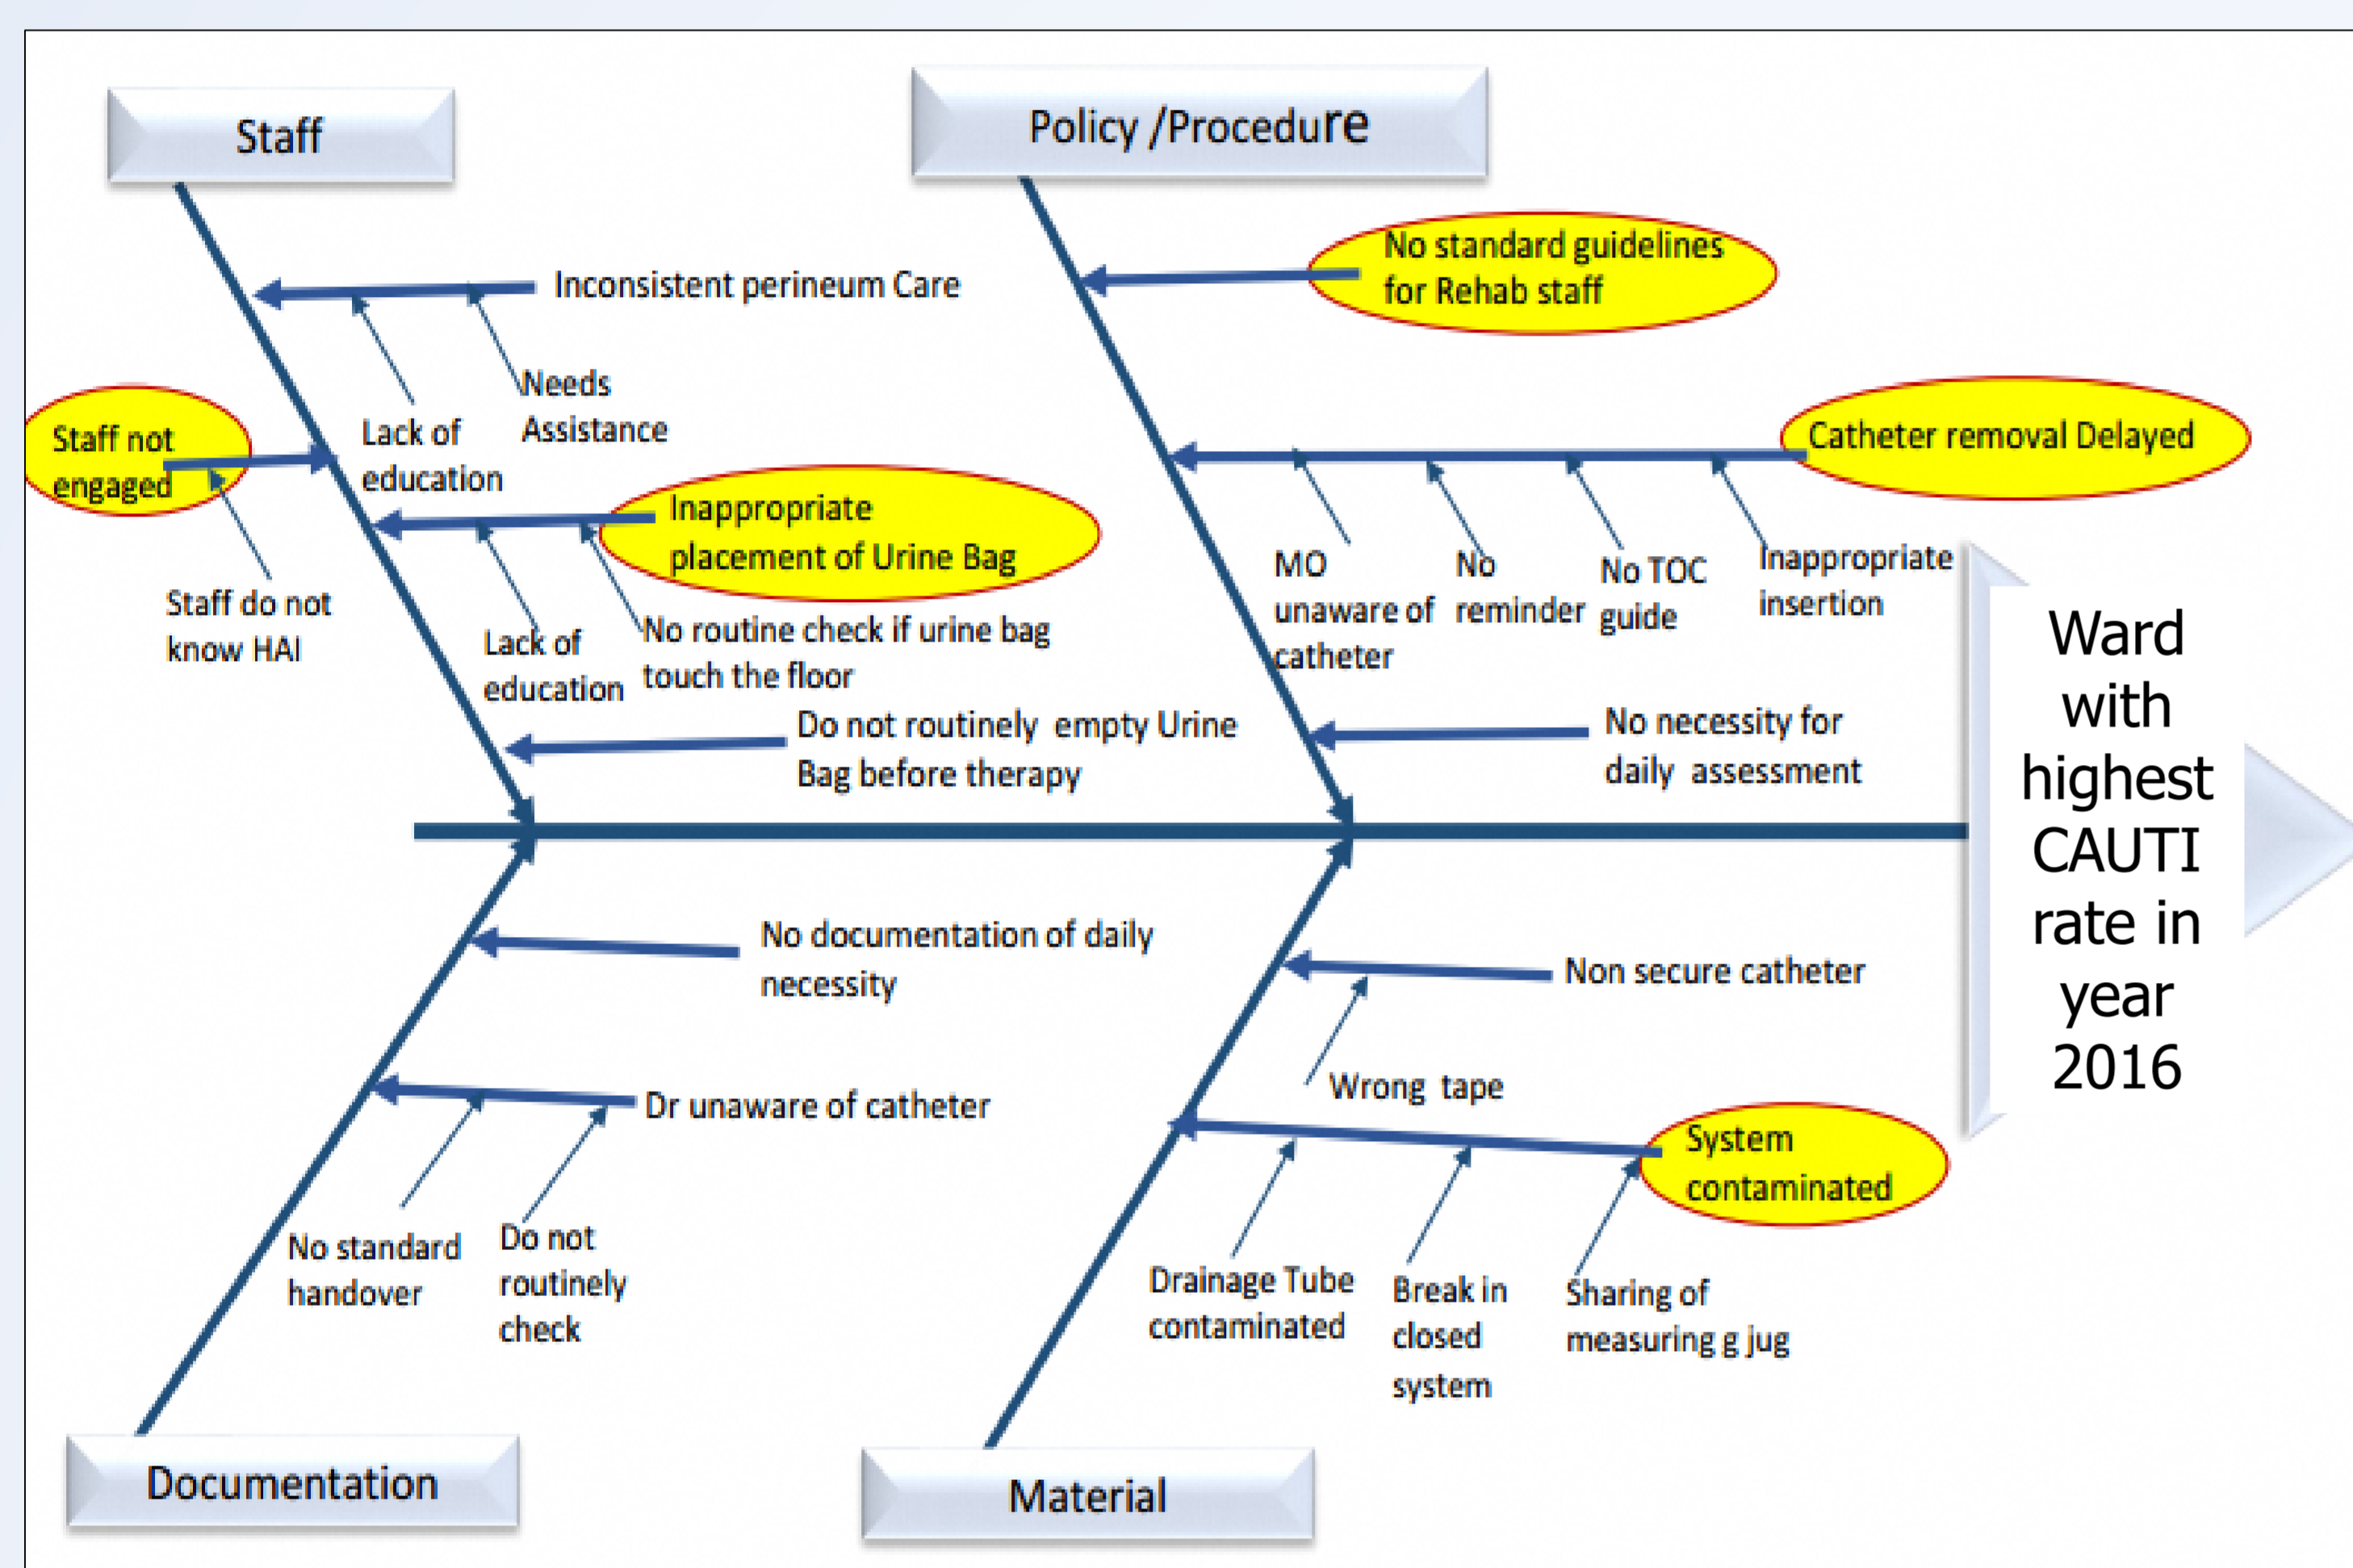 Staff
Policy /Procedure
No standard guidelines
for Rehab staff
Inconsistent perineum Care
Needs
Assistance
Lack of
education
Staff not
engaged
Staff do not
know HAI
Inappropriate
placement of Urine Bag
Lack of
education
No routine check if urine bag
touch the floor
Do not routinely empty Urine
Bag before therapy
Catheter removal Delayed
MO
unaware of
catheter
No
reminder
No TOC
guide
Inappropriate
insertion
No necessity for
daily assessment
Ward
with
highest
CAUTI
rate in
year
2016
No documentation of daily
necessity
Dr unaware of catheter
No standard
handover
Do not
routinely
check
Non secure catheter
Wrong tape
System
contaminated
Drainage Tube
contaminated
Break in
closed
system
Sharing of
measuring g jug
Documentation
Material